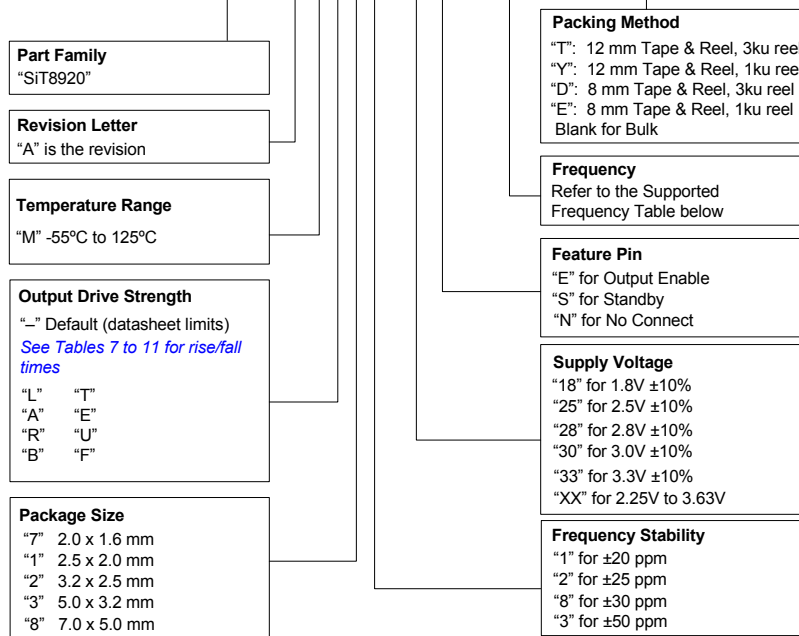 Part Family
“SiT8920”
Revision Letter
“A” is the revision
Temperature Range
“M” -55ºC to 125ºC
Output Drive Strength
“–” Default (datasheet limits)
See Tables 7 to 11 for rise/fall
times
“L” “T”
“A” “E”
“R” “U”
“B” “F”
Package Size
“7” 2.0 x 1.6 mm
“1” 2.5 x 2.0 mm
“2” 3.2 x 2.5 mm
“3” 5.0 x 3.2 mm
“8” 7.0 x 5.0 mm
Packing Method
“T”: 12 mm Tape & Reel, 3ku reel
“Y”: 12 mm Tape & Reel, 1ku reel
“D”: 8 mm Tape & Reel, 3ku reel
“E”: 8 mm Tape & Reel, 1ku reel
Blank for Bulk
Frequency
Refer to the Supported
Frequency Table below
Feature Pin
“E” for Output Enable
“S” for Standby
“N” for No Connect
Supply Voltage
“18” for 1.8V ±10%
“25” for 2.5V ±10%
“28” for 2.8V ±10%
“30” for 3.0V ±10%
“33” for 3.3V ±10%
“XX” for 2.25V to 3.63V
Frequency Stability
“1” for ±20 ppm
“2” for ±25 ppm
“8” for ±30 ppm
“3” for ±50 ppm